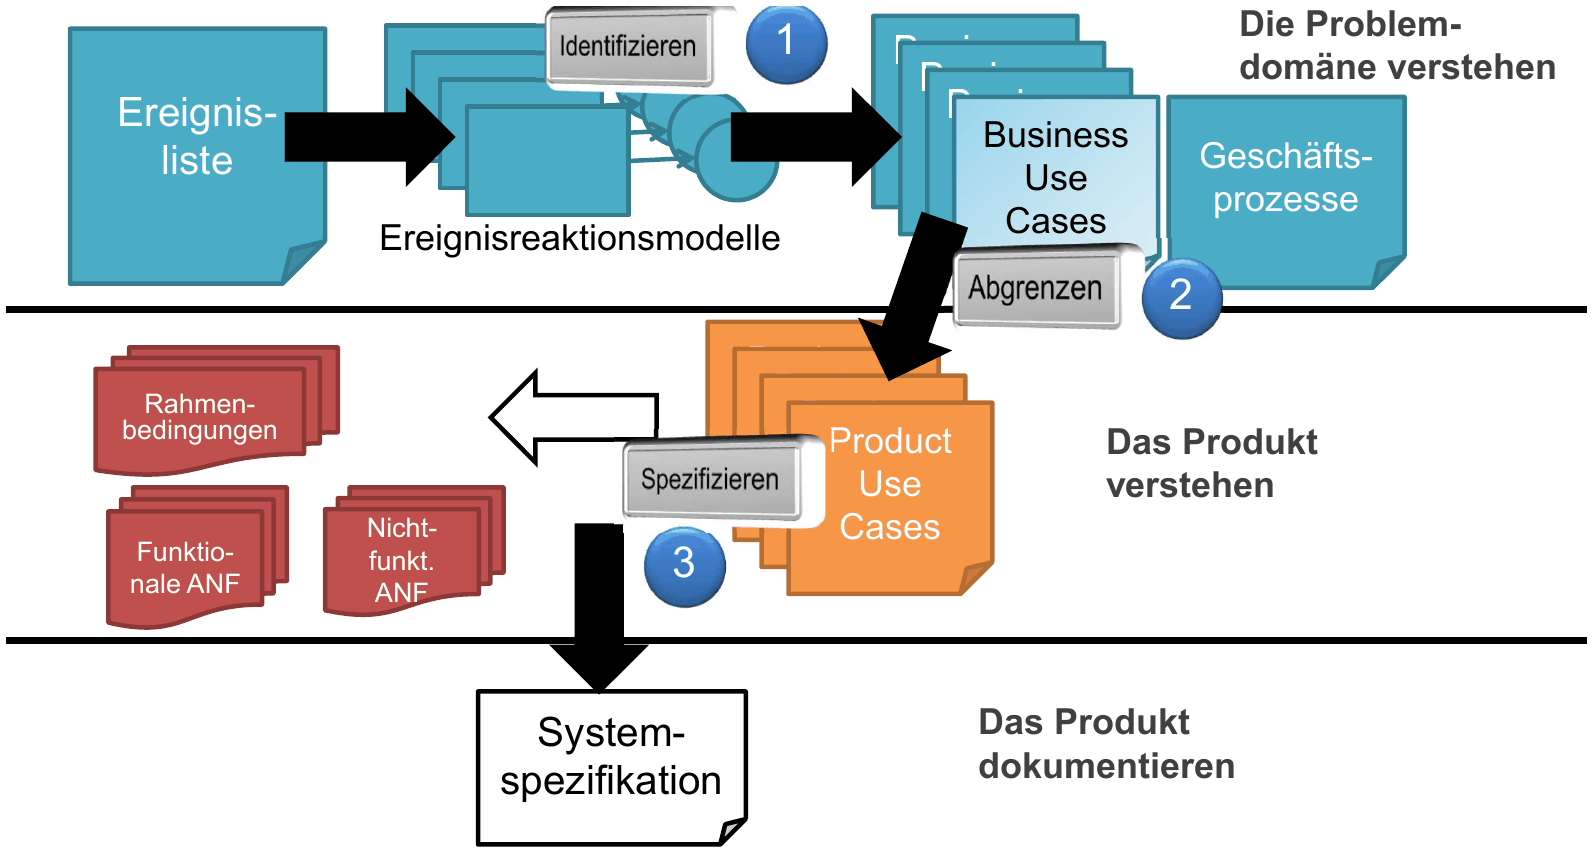 Die Problem-
domäne verstehen
Identifizieren
1
Ereignis-
liste
Ereignisreaktionsmodelle
Business
Use
Cases
Geschäfts-
prozesse
Abgrenzen
2
Rahmen-
bedingungen
Funktio-
nale ANF
Nicht-
funkt.
ANF
Spezifizieren
3
Product
Use
Cases
Das Produkt
verstehen
System-
spezifikation
Das Produkt
dokumentieren